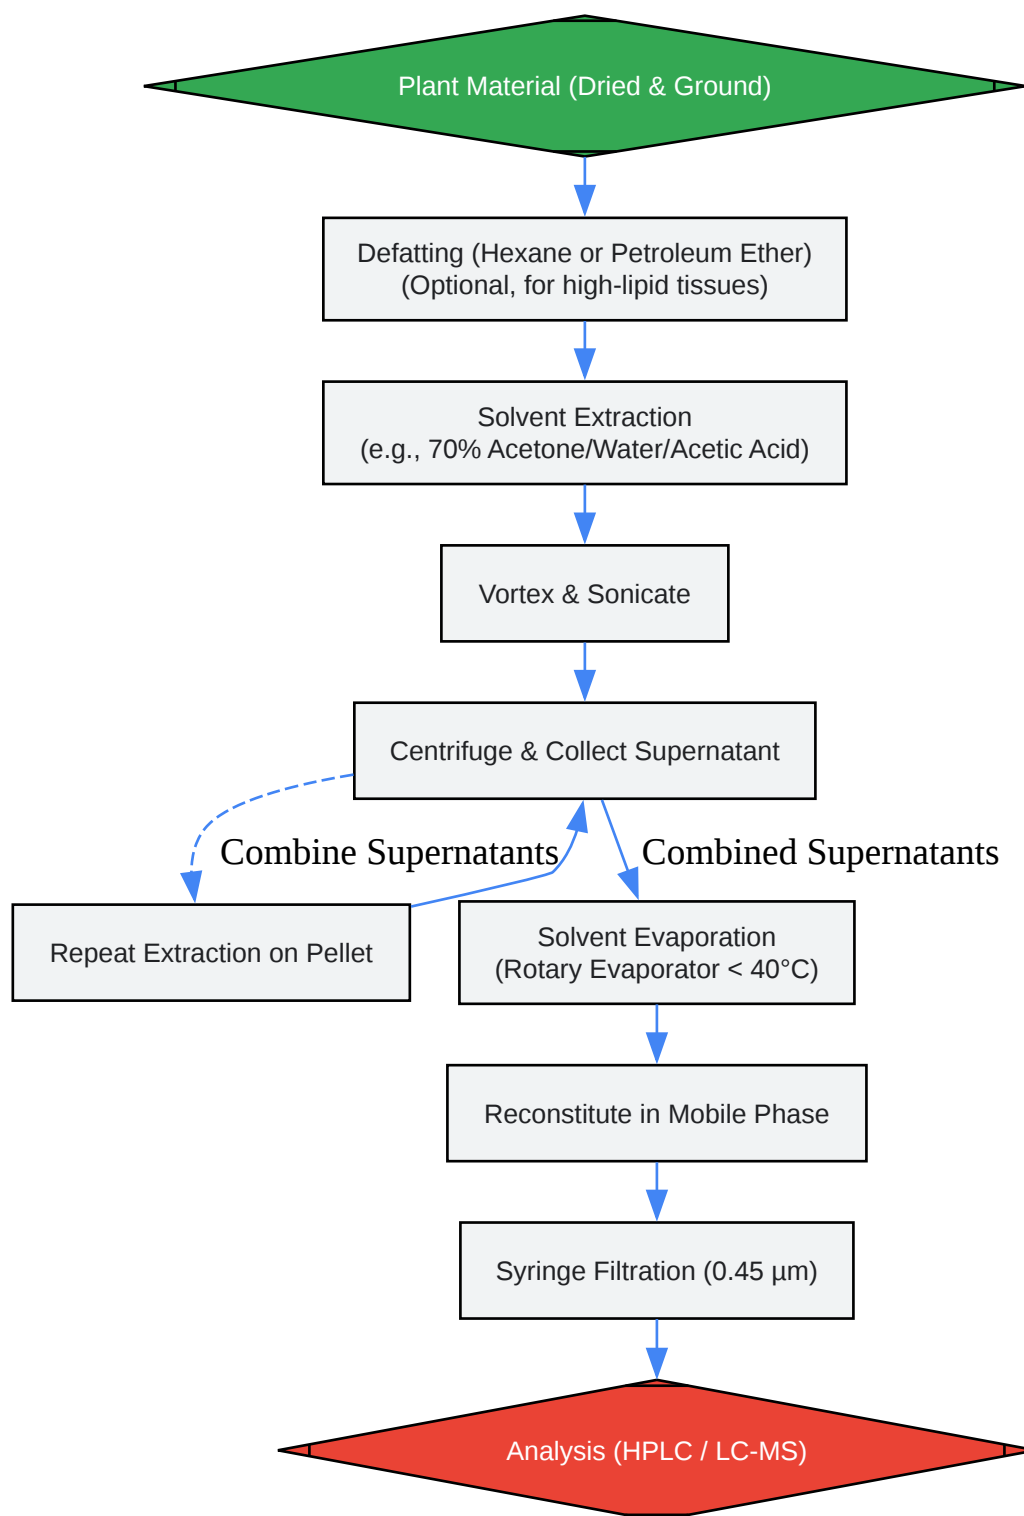 Plant Material (Dried & Ground)
Defatting (Hexane or Petroleum Ether)
(Optional, for high-lipid tissues)
Solvent Extraction
(e.g., 70% Acetone/Water/Acetic Acid)
Vortex & Sonicate
Centrifuge & Collect Supernatant
Combine Supernatants
Combined Supernatants
Repeat Extraction on Pellet
Solvent Evaporation
(Rotary Evaporator < 40°C)
Reconstitute in Mobile Phase
Syringe Filtration (0.45 µm)
Analysis (HPLC / LC-MS)